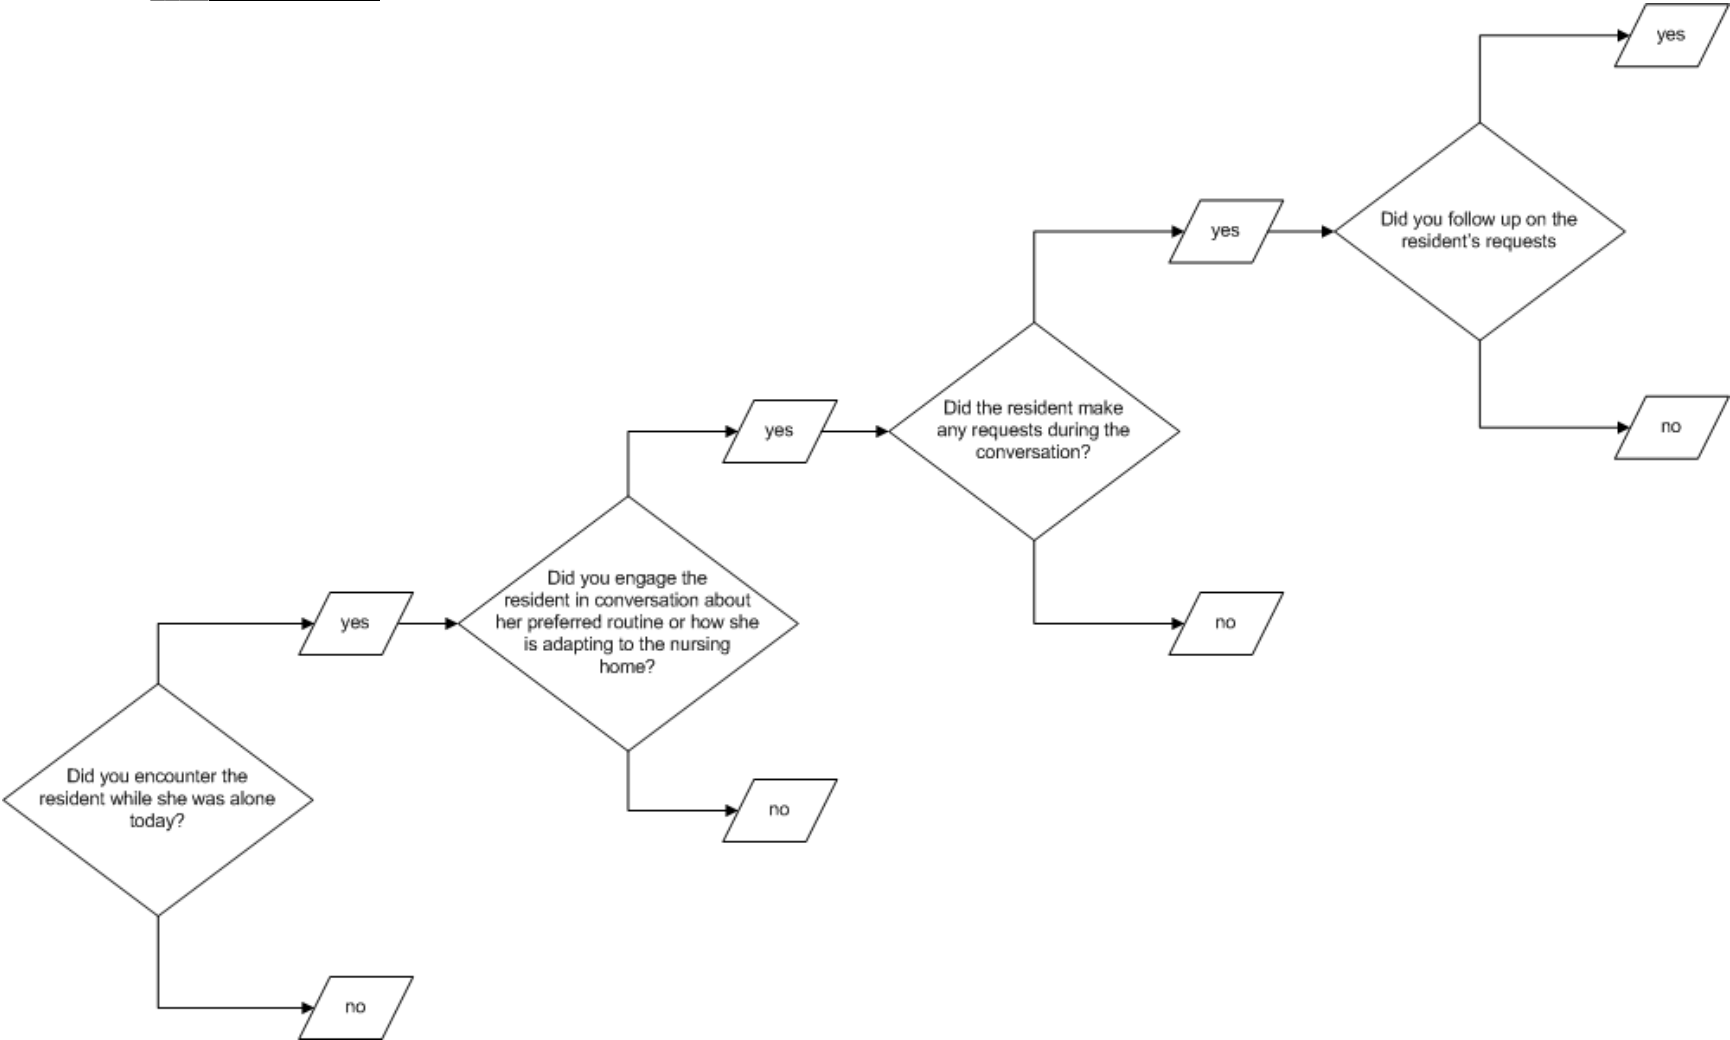 Did you encounter the
resident while she was alone
today?
yes
no
Did you engage the
resident in conversation about
her preferred routine or how she
is adapting to the nursing
home?
yes
no
Did the resident make
any requests during the
conversation?
yes
no
Did you follow up on the
resident's requests
yes
no